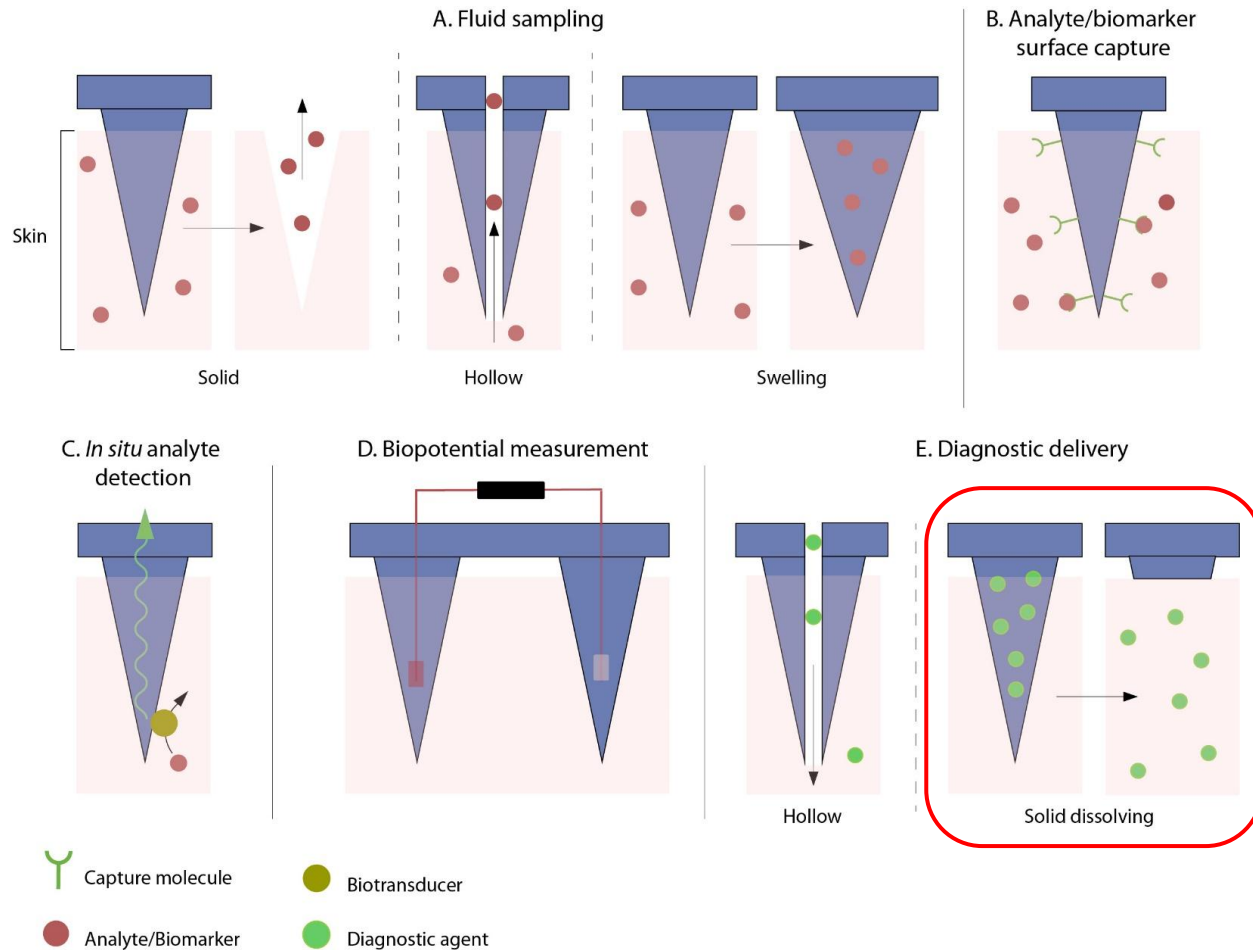 A. Fluid sampling
B. Analyte/biomarker
surface capture
Skin
Solid
Hollow
Swelling
C. In situ analyte
detection
D. Biopotential measurement
E. Diagnostic delivery
Hollow
Solid dissolving
Capture molecule
Biotransducer
Analyte/Biomarker
Diagnostic agent